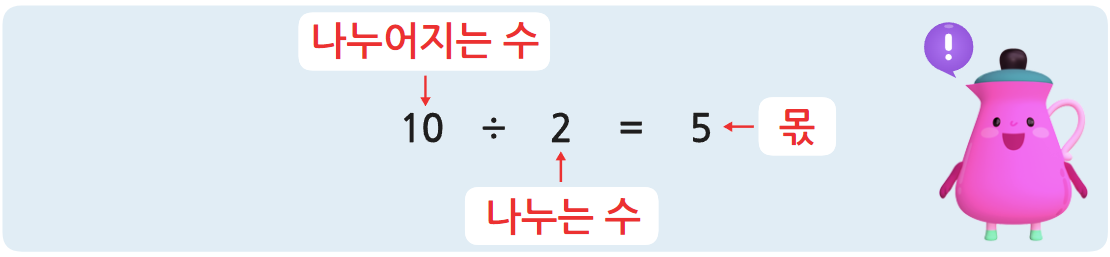 나누어지는 수
10 ÷ 2 = 5
몫
나누는 수
!